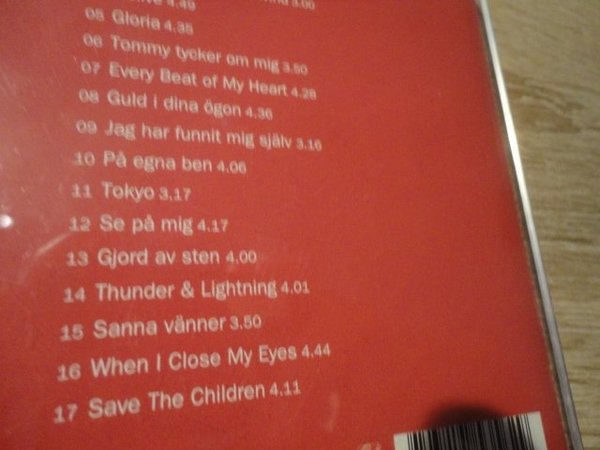 3.00
4.49
05 Gloria 4.35
06 Tommy tycker om mig 3.50
07 Every Beat of My Heart 4.28
08 Guld i dina ögon 4.36
09 Jag har funnit mig själv 3.16
10 På egna ben 4.06
11 Tokyo 3.17
12 Se på mig 4.17
13 Gjord av sten 4.00
14 Thunder & Lightning 4.01
15 Sanna vänner 3.50
16 When I Close My Eyes 4.44
17 Save The Children 4.11